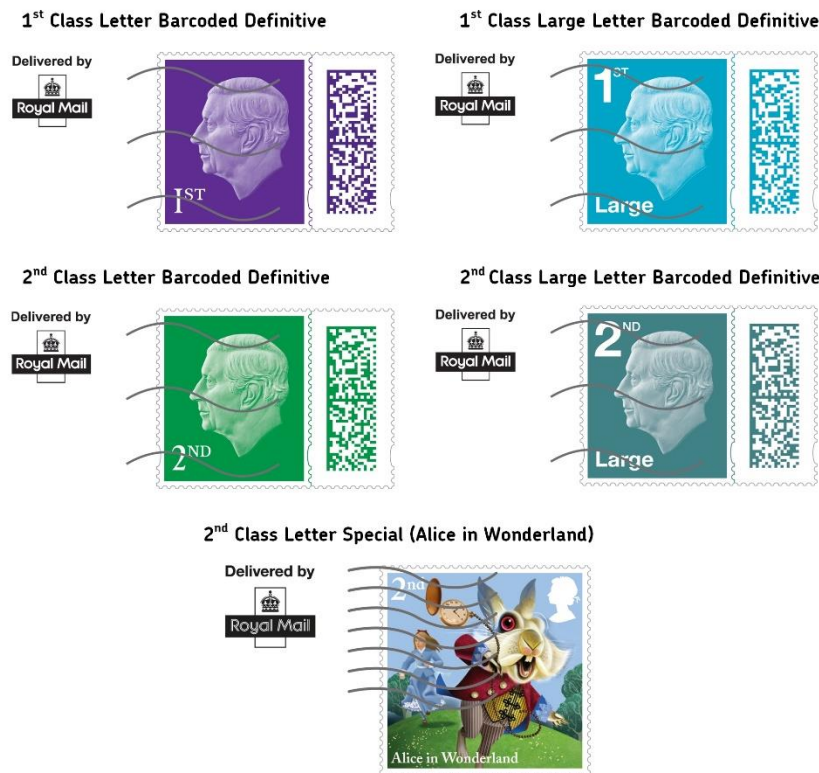 1st Class Letter Barcoded Definitive
Delivered by
Royal Mail
1ST
1st Class Large Letter Barcoded Definitive
Delivered by
Royal Mail
1ST
Large
2nd Class Letter Barcoded Definitive
Delivered by
Royal Mail
2ND
2nd Class Large Letter Barcoded Definitive
Delivered by
Royal Mail
2ND
Large
2nd Class Letter Special (Alice in Wonderland)
Delivered by
Royal Mail
2nd
Alice in Wonderland